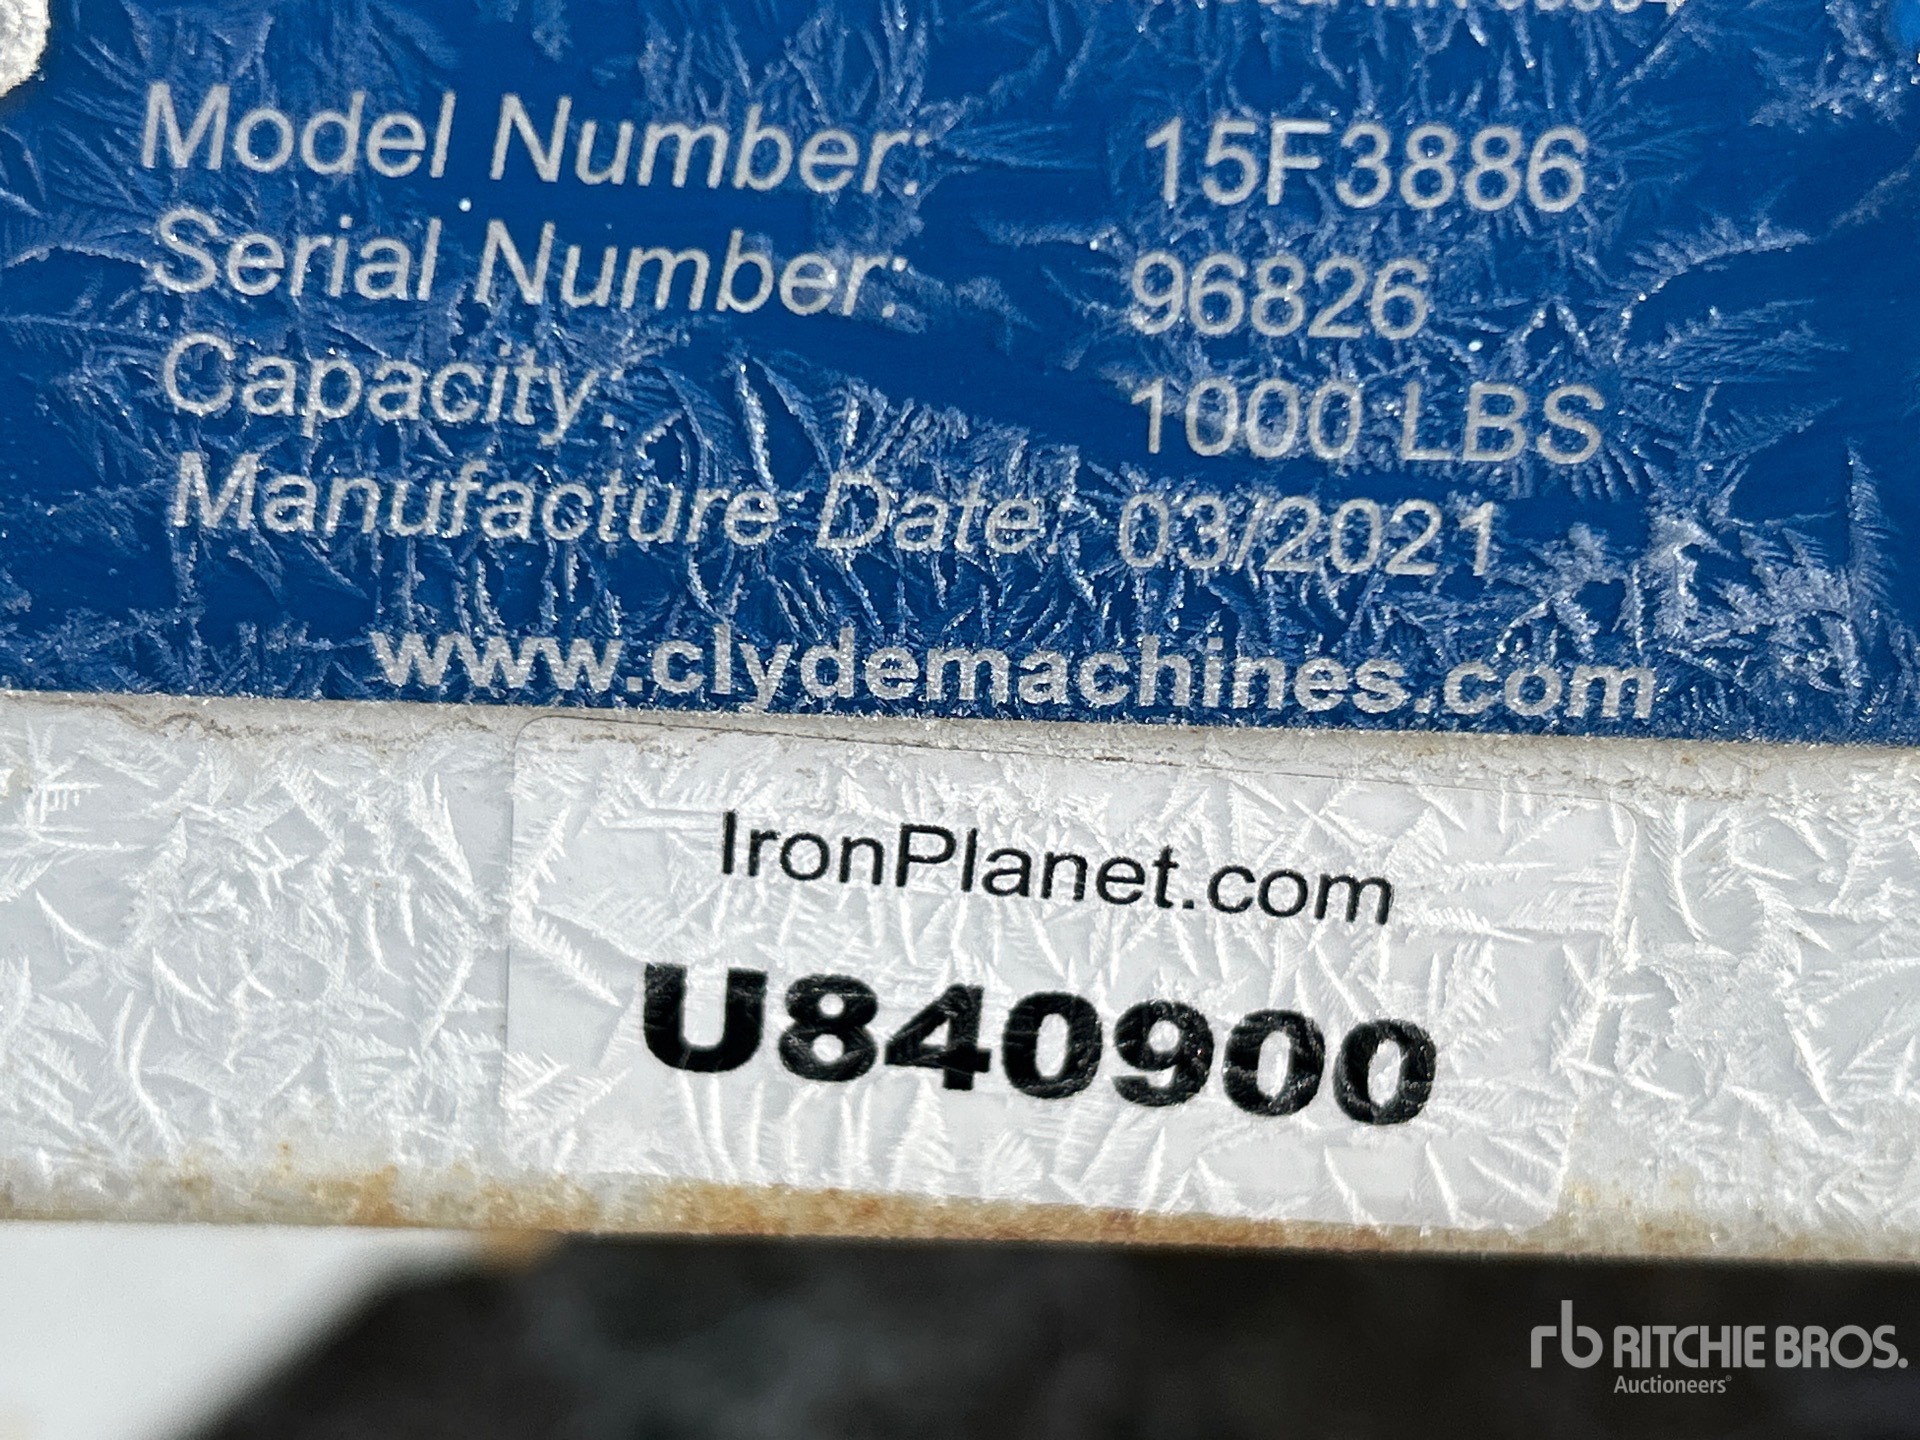 Model Number: 15F3886
Serial Number: 96826
Capacity: 1000 LBS
Manufacture Date: 03/2021
www.clydemachines.com
IronPlanet.com
U840900
rb RITCHIE BROS.
Auctioneers